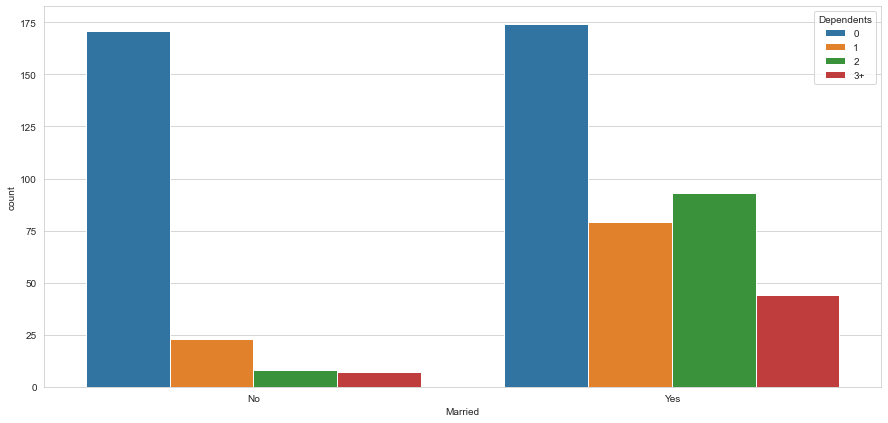 Dependents
0
1
2
3+
175
150
125
100
75
50
25
0
count
No
Yes
Married